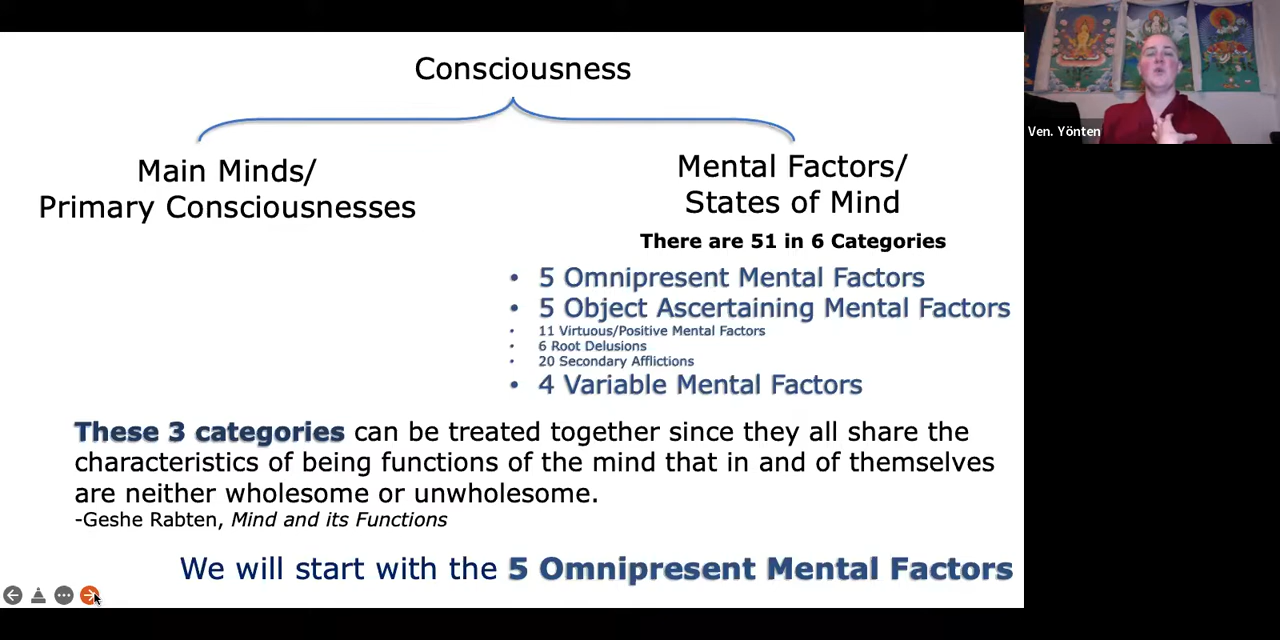 Consciousness
Main Minds/
Primary Consciousnesses
Mental Factors/
States of Mind
There are 51 in 6 Categories
• 5 Omnipresent Mental Factors
• 5 Object Ascertaining Mental Factors
• 11 Virtuous/Positive Mental Factors
• 6 Root Delusions
• 20 Secondary Afflictions
• 4 Variable Mental Factors
These 3 categories can be treated together since they all share the
characteristics of being functions of the mind that in and of themselves
are neither wholesome or unwholesome.
-Geshe Rabten, Mind and its Functions
We will start with the 5 Omnipresent Mental Factors
Ven. Yönten